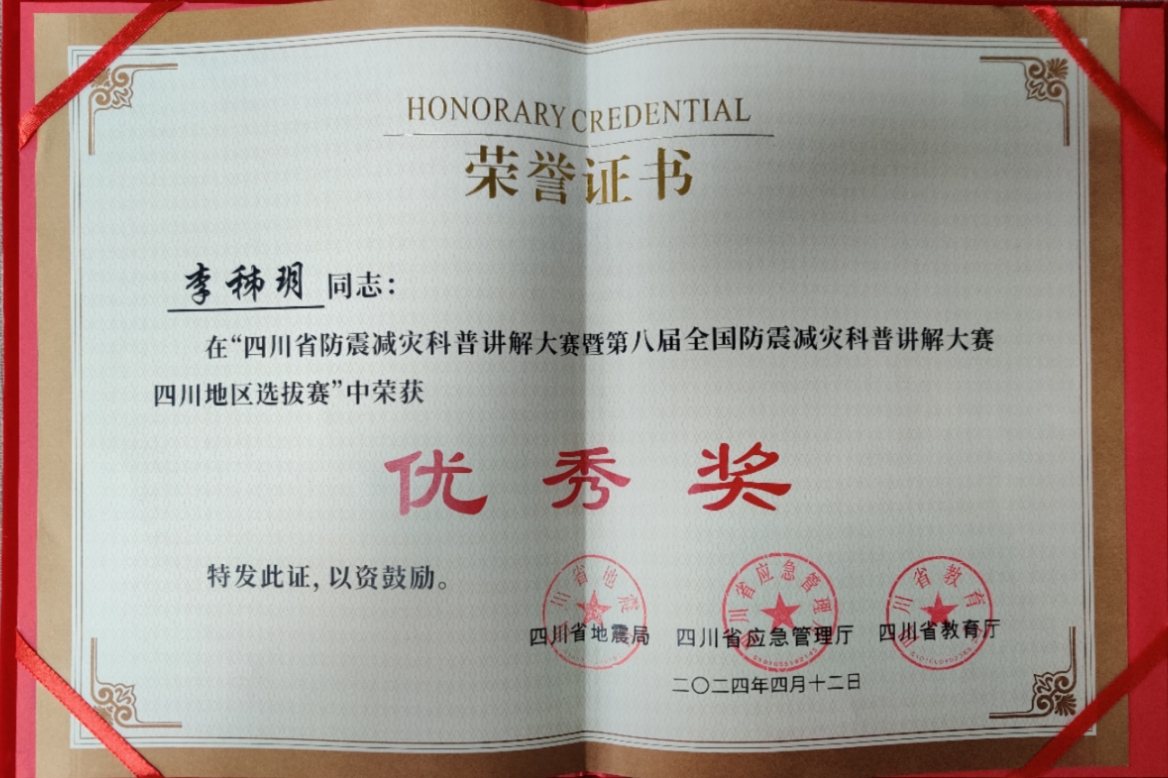 HONORARY CREDENTIAL
荣誉证书
李秭玥 同志：
在“四川省防震减灾科普讲解大赛暨第八届全国防震减灾科普讲解大赛
四川地区选拔赛”中荣获
优秀奖
特发此证，以资鼓励。
四川省地震局 四川省应急管理厅 四川省教育厅
二〇二四年四月十二日